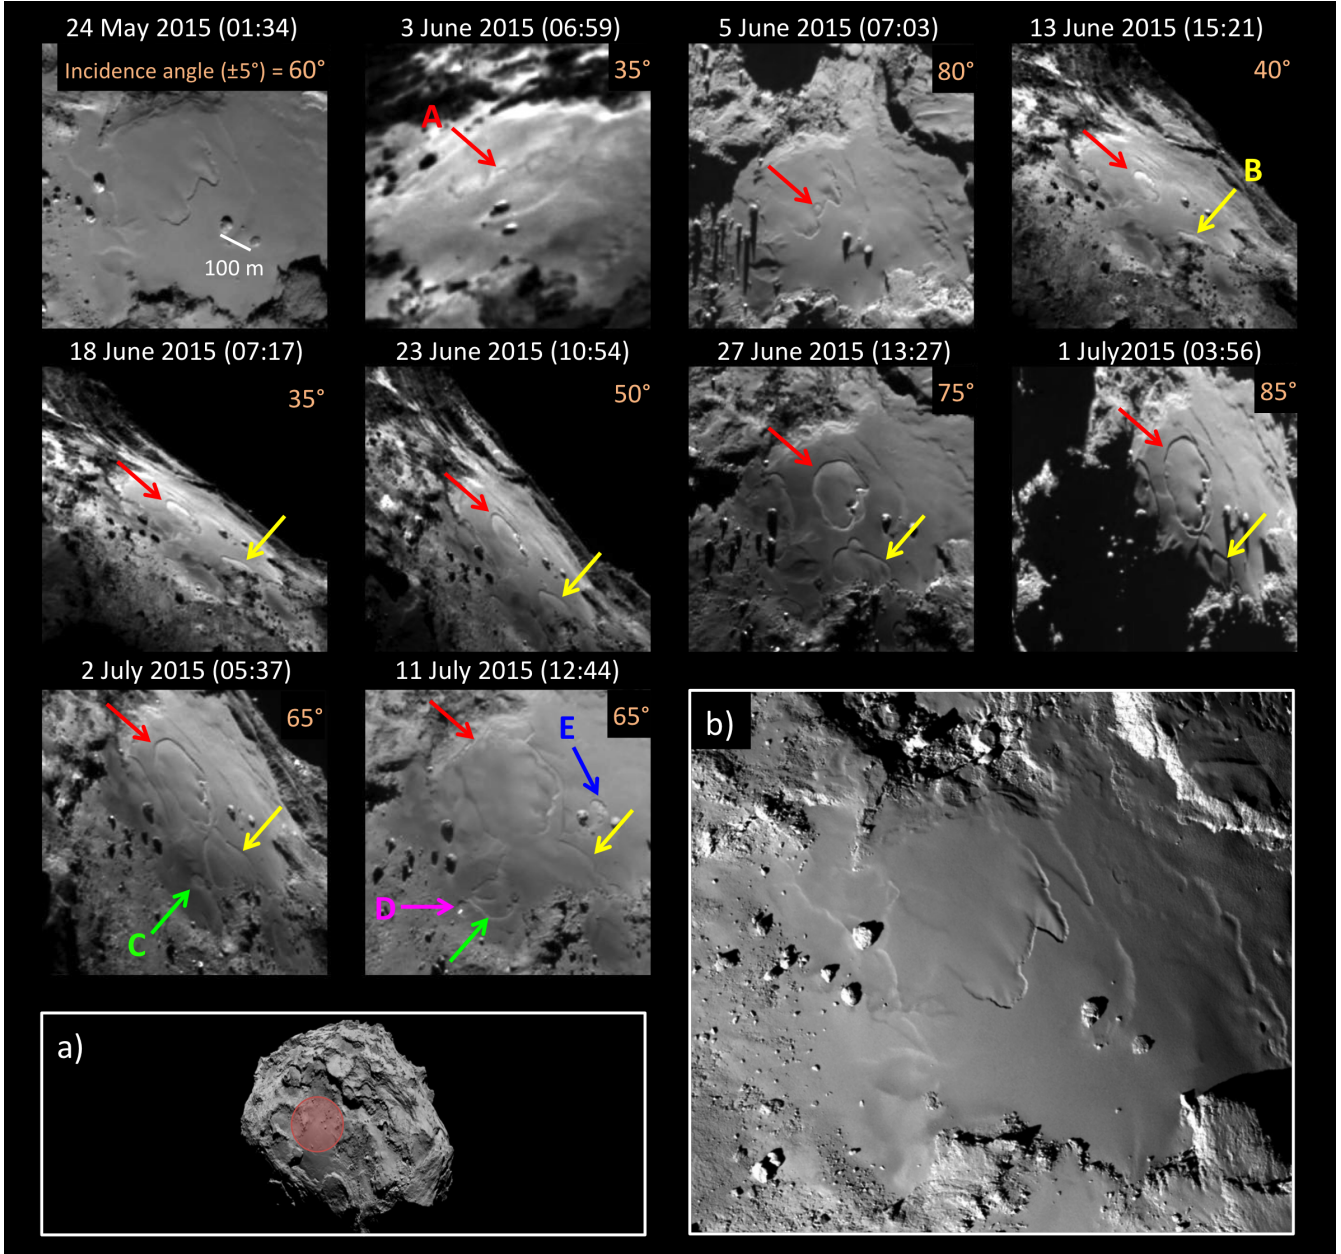 24 May 2015 (01:34)
3 June 2015 (06:59)
5 June 2015 (07:03)
13 June 2015 (15:21)
Incidence angle (±5°) = 60°
35°
80°
40°
A
B
100 m
18 June 2015 (07:17)
23 June 2015 (10:54)
27 June 2015 (13:27)
1 July2015 (03:56)
35°
50°
75°
85°
2 July 2015 (05:37)
11 July 2015 (12:44)
65°
65°
E
C
D
b)
a)